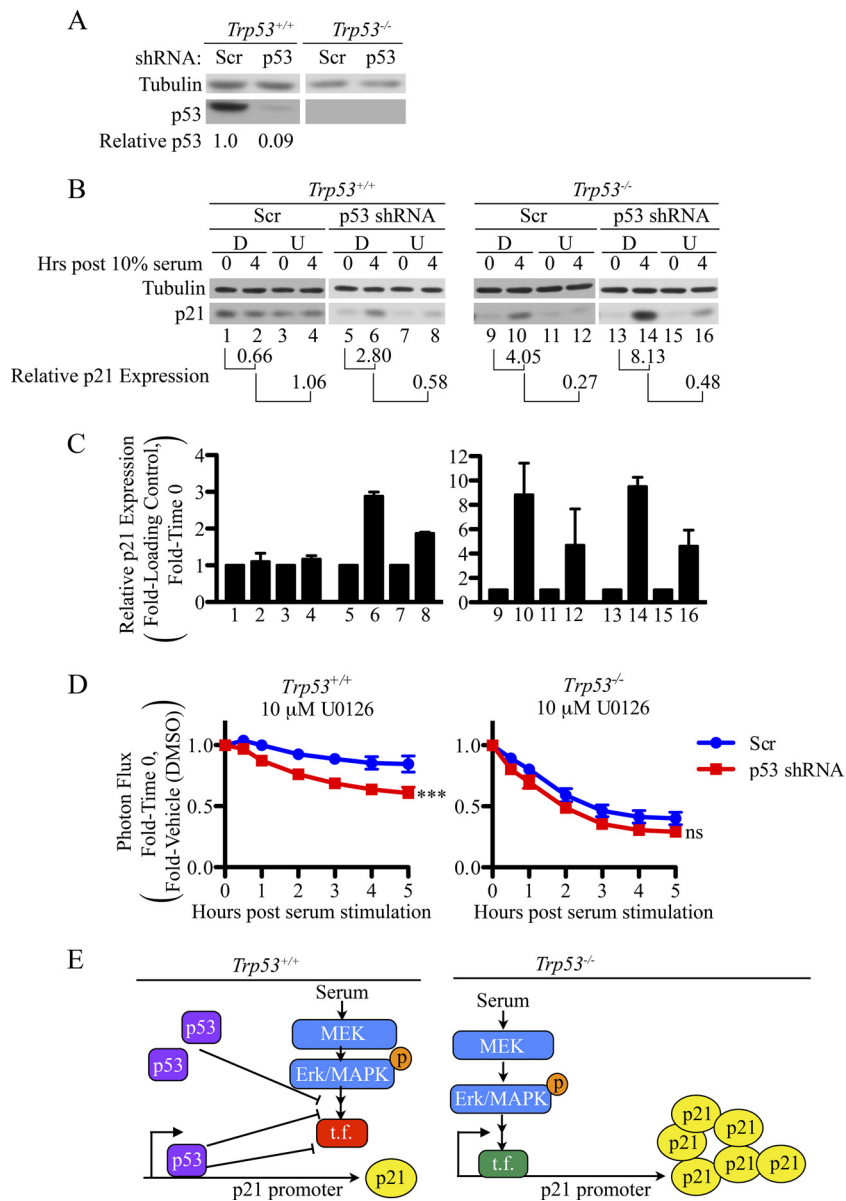 A
Trp53+/+ Trp53-/-
shRNA: Scr p53 Scr p53
Tubulin
p53
Relative p53 1.0 0.09
B
Trp53+/+ Trp53-/-
Scr p53 shRNA Scr p53 shRNA
D U D U D U D U
Hrs post 10% serum 0 4 0 4 0 4 0 4 0 4 0 4 0 4 0 4
Tubulin
p21
1 2 3 4 5 6 7 8 9 10 11 12 13 14 15 16
0.66 2.80 4.05 8.13
Relative p21 Expression 1.06 0.58 0.27 0.48
C
Relative p21 Expression
(Fold-Loading Control,
Fold-Time 0)
4
3
2
1
0
1 2 3 4 5 6 7 8
12
10
8
6
4
2
0
9 10 11 12 13 14 15 16
D
Trp53+/+
10 µM U0126
Trp53-/-
10 µM U0126
Photon Flux
(Fold-Time 0,
Fold-Vehicle (DMSO))
1.0
0.5
0.0
***
0 1 2 3 4 5
Hours post serum stimulation
1.0
0.5
0.0
ns
0 1 2 3 4 5
Hours post serum stimulation
Scr
p53 shRNA
E
Trp53+/+
Serum
MEK
p53
p53
p
Erk/MAPK
t.f.
p53
p21
p21 promoter
Trp53-/-
Serum
MEK
p
Erk/MAPK
t.f.
p21 promoter
p21
p21
p21
p21
p21
p21